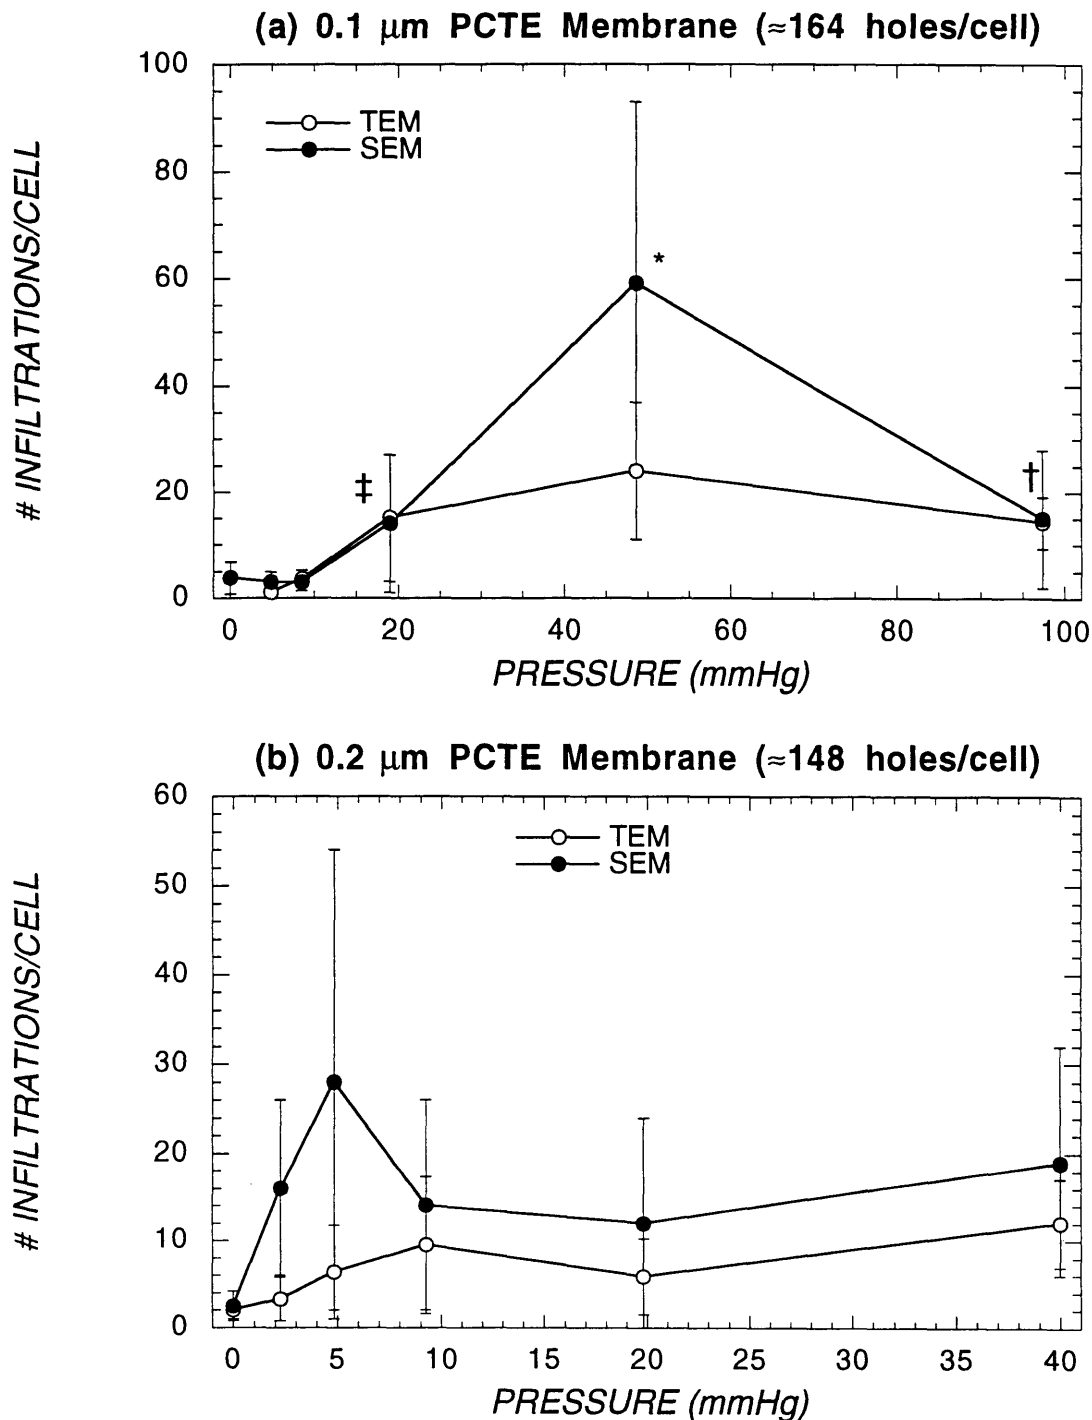 (a) 0.1 μm PCTE Membrane (≈164 holes/cell)
100
80
60
40
20
0
# INFILTRATIONS/CELL
TEM
SEM
*
‡
†
0 20 40 60 80 100
PRESSURE (mmHg)
(b) 0.2 μm PCTE Membrane (≈148 holes/cell)
60
50
40
30
20
10
0
# INFILTRATIONS/CELL
TEM
SEM
0 5 10 15 20 25 30 35 40
PRESSURE (mmHg)